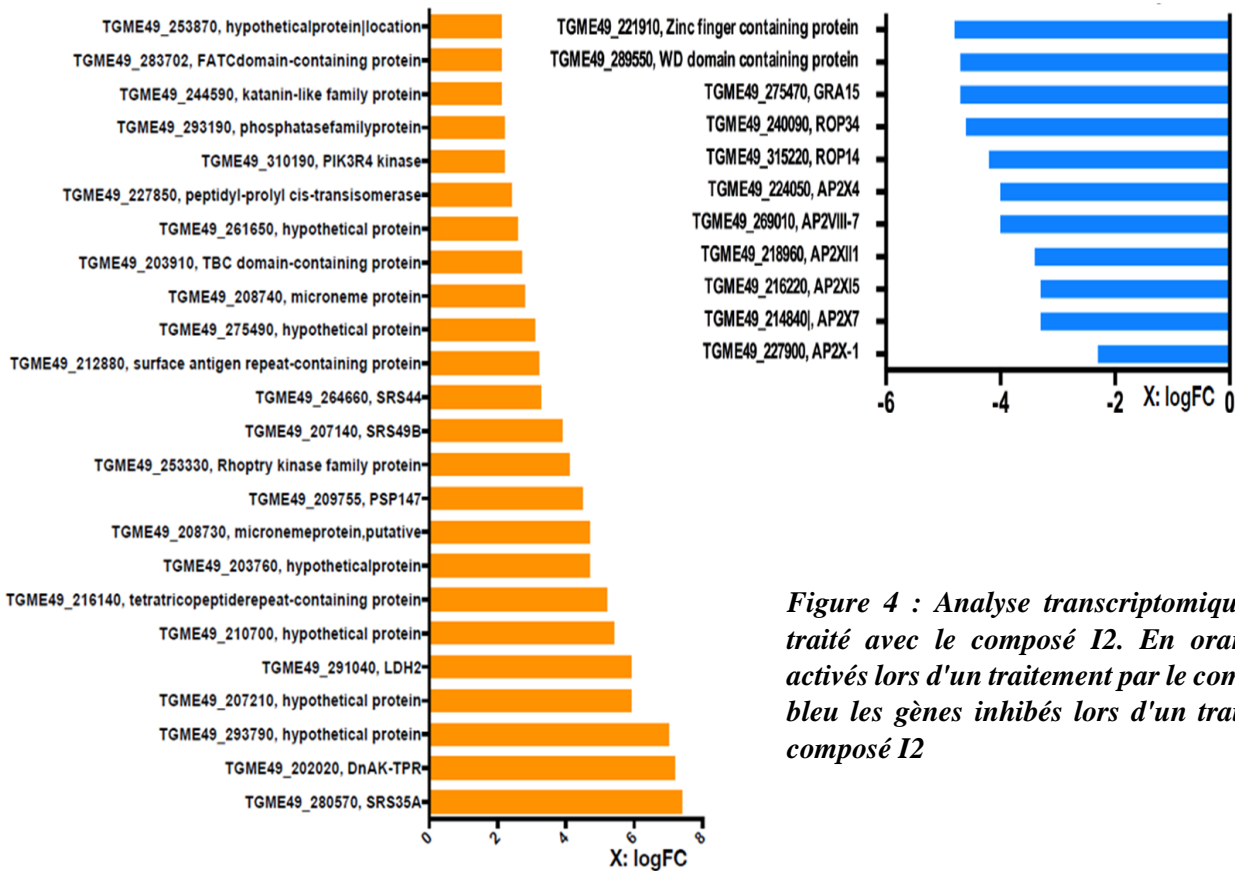 TGME49_253870, hypotheticalprotein|location
TGME49_283702, FATCdomain-containing protein
TGME49_244590, katanin-like family protein
TGME49_293190, phosphatasefamilyprotein
TGME49_310190, PIK3R4 kinase
TGME49_227850, peptidyl-prolyl cis-transisomerase
TGME49_261650, hypothetical protein
TGME49_203910, TBC domain-containing protein
TGME49_208740, microneme protein
TGME49_275490, hypothetical protein
TGME49_212880, surface antigen repeat-containing protein
TGME49_264660, SRS44
TGME49_207140, SRS49B
TGME49_253330, Rhoptry kinase family protein
TGME49_209755, PSP147
TGME49_208730, micronemeprotein,putative
TGME49_203760, hypotheticalprotein
TGME49_216140, tetratricopeptiderepeat-containing protein
TGME49_210700, hypothetical protein
TGME49_291040, LDH2
TGME49_207210, hypothetical protein
TGME49_293790, hypothetical protein
TGME49_202020, DnAK-TPR
TGME49_280570, SRS35A
0 2 4 6 8
X: logFC
TGME49_221910, Zinc finger containing protein
TGME49_289550, WD domain containing protein
TGME49_275470, GRA15
TGME49_240090, ROP34
TGME49_315220, ROP14
TGME49_224050, AP2X4
TGME49_269010, AP2VIII-7
TGME49_218960, AP2XII1
TGME49_216220, AP2XI5
TGME49_214840|, AP2X7
TGME49_227900, AP2X-1
-6 -4 -2 X: logFC 0
Figure 4 : Analyse transcriptomiqu
traité avec le composé I2. En orar
activés lors d'un traitement par le con
bleu les gènes inhibés lors d'un trai
composé I2